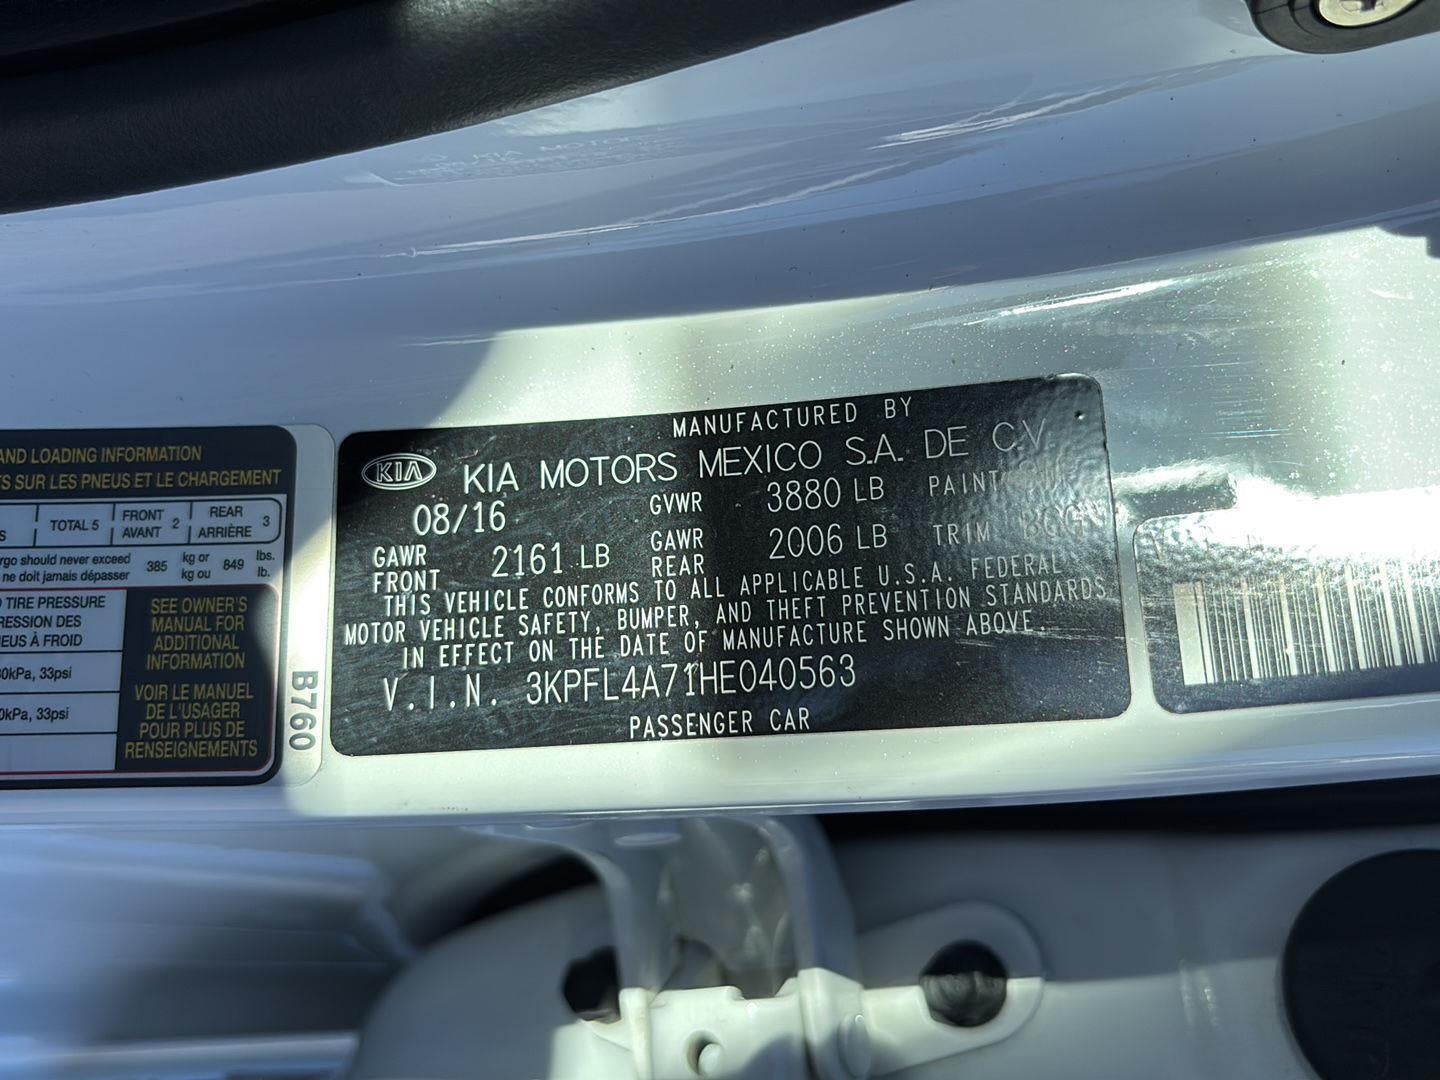 AND LOADING INFORMATION
TS SUR LES PNEUS ET LE CHARGEMENT
S TOTAL 5 FRONT AVANT 2 REAR ARRIÈRE 3
rgo should never exceed 385 kg or 849 lbs.
ne doit jamais dépasser kg ou lb.
TIRE PRESSURE
RESSION DES
NEUS À FROID
0kPa, 33psi
0kPa, 33psi
SEE OWNER'S
MANUAL FOR
ADDITIONAL
INFORMATION
VOIR LE MANUEL
DE L'USAGER
POUR PLUS DE
RENSEIGNEMENTS
B760
MANUFACTURED BY
KIA KIA MOTORS MEXICO S.A. DE C.V.
08/16 GVWR 3880 LB PAINT
GAWR FRONT 2161 LB GAWR REAR 2006 LB TRIM
THIS VEHICLE CONFORMS TO ALL APPLICABLE U.S.A. FEDERAL
MOTOR VEHICLE SAFETY, BUMPER, AND THEFT PREVENTION STANDARDS
IN EFFECT ON THE DATE OF MANUFACTURE SHOWN ABOVE.
V.I.N. 3KPFL4A71HE040563
PASSENGER CAR